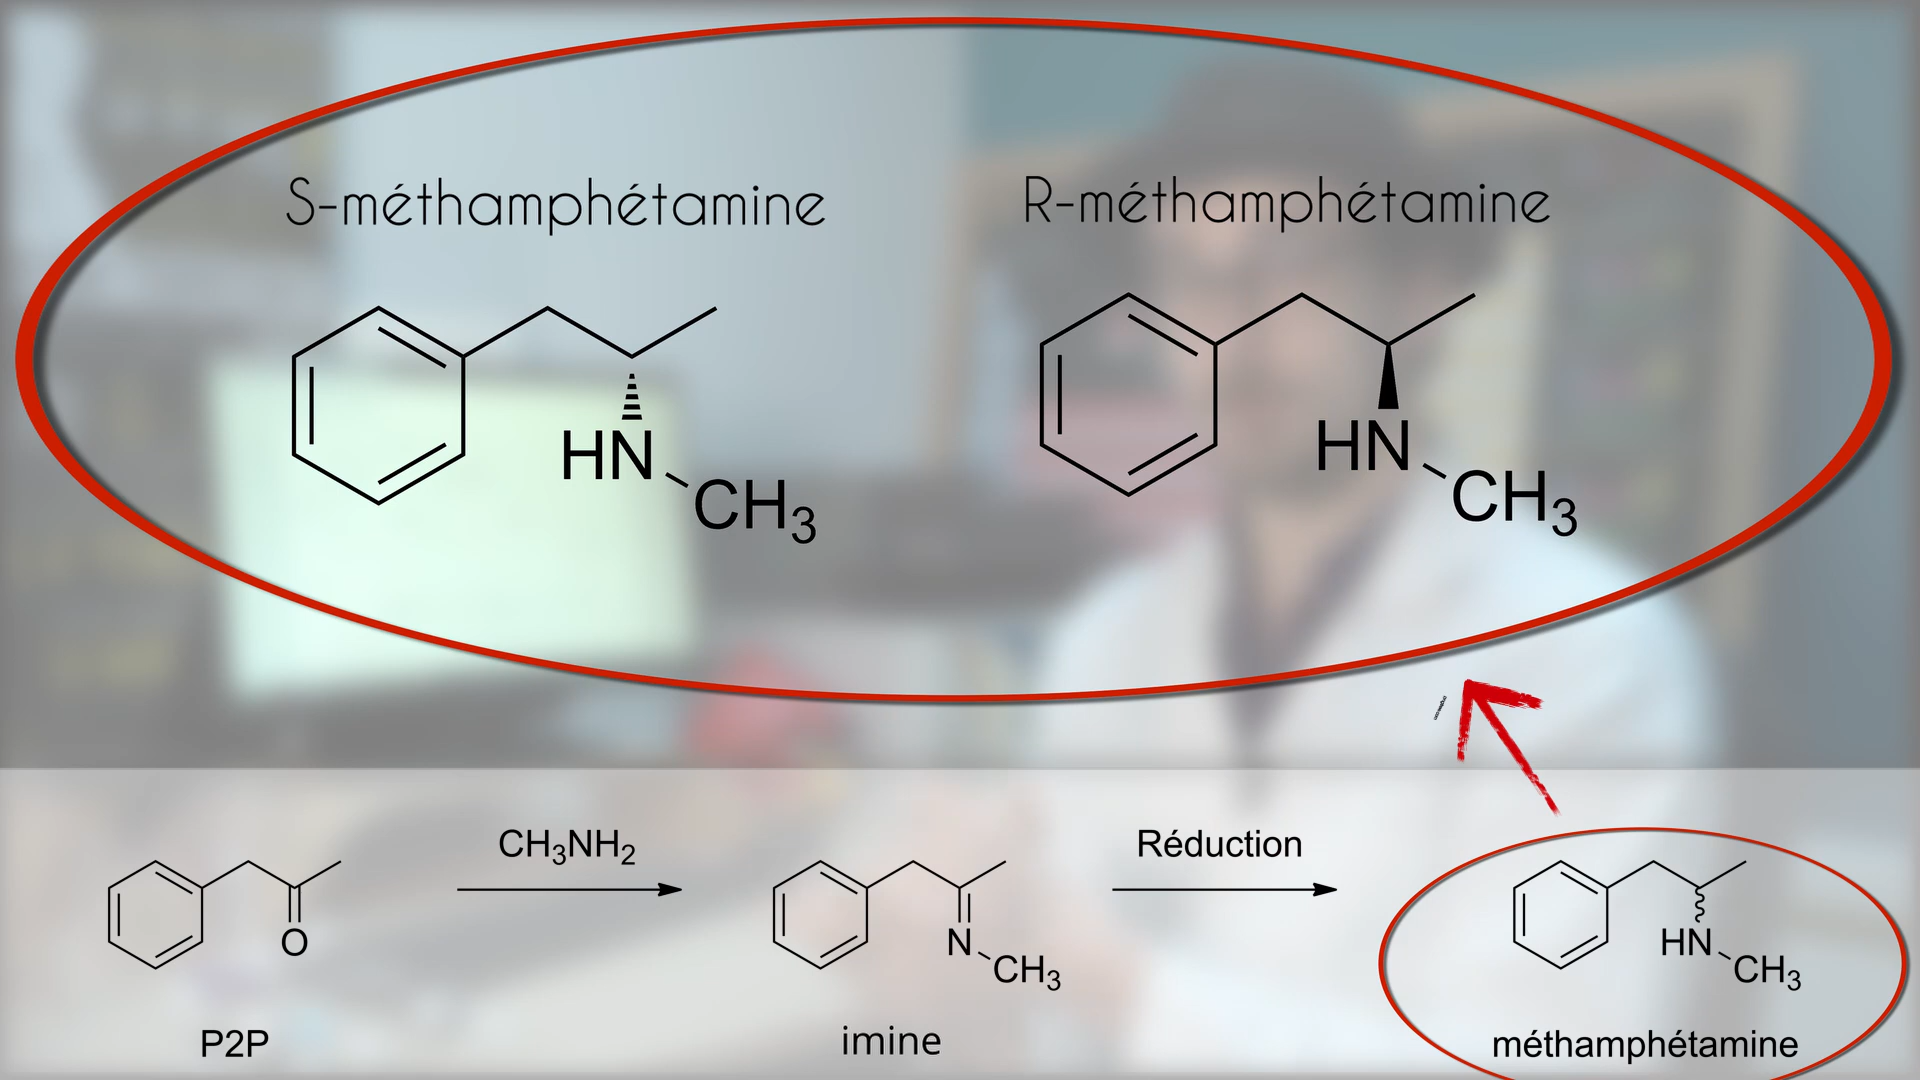 S-méthamphétamine
R-méthamphétamine
HN
CH₃
HN
CH₃
CH₃NH₂
Réduction
O
N
CH₃
HN
CH₃
P2P
imine
méthamphétamine